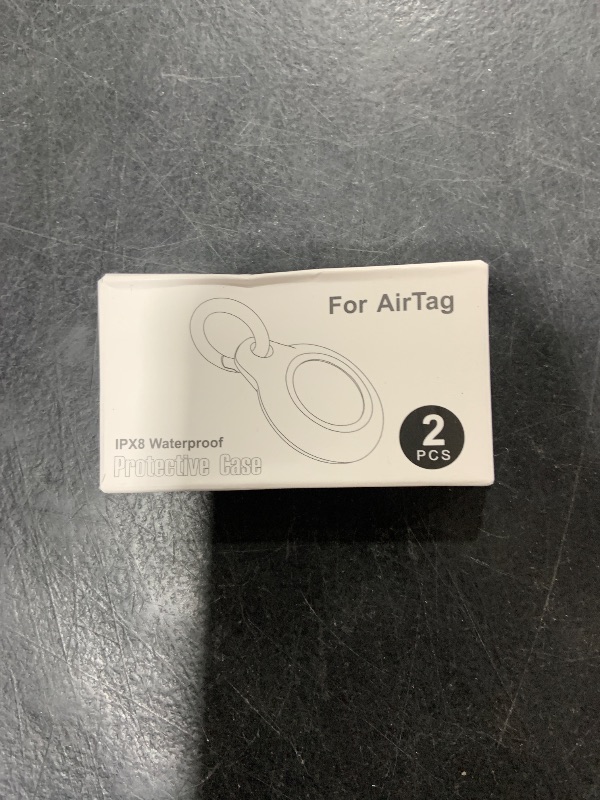 For AirTag
IPX8 Waterproof
Protective Case
2
PCS